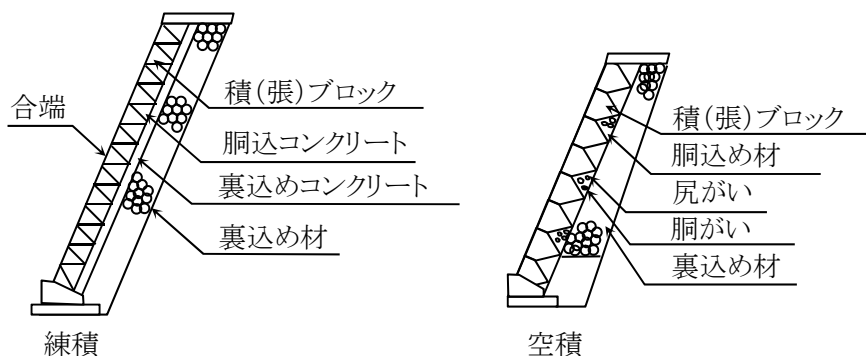 合端
積(張)ブロック
胴込コンクリート
裏込めコンクリート
裏込め材
練積
積(張)ブロック
胴込め材
尻がい
胴がい
裏込め材
空積